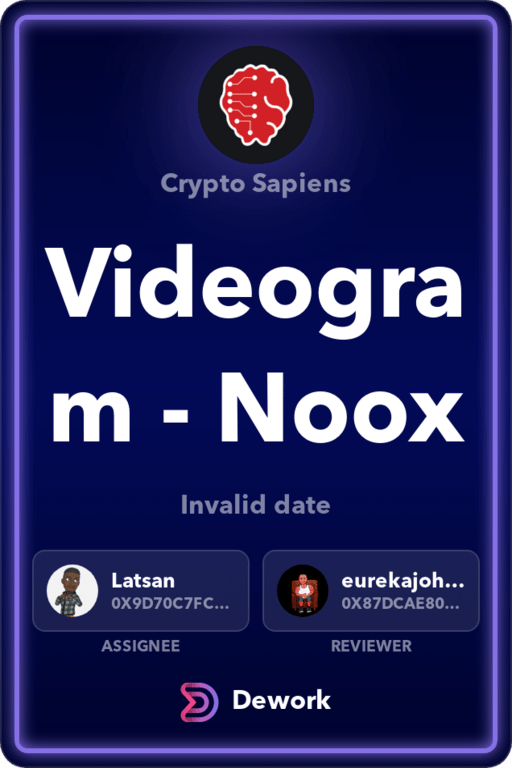 Crypto Sapiens
Videogra
m - Noox
Invalid date
Latsan
0X9D70C7FC...
eurekajoh...
0X87DCAE80...
ASSIGNEE
REVIEWER
Dework